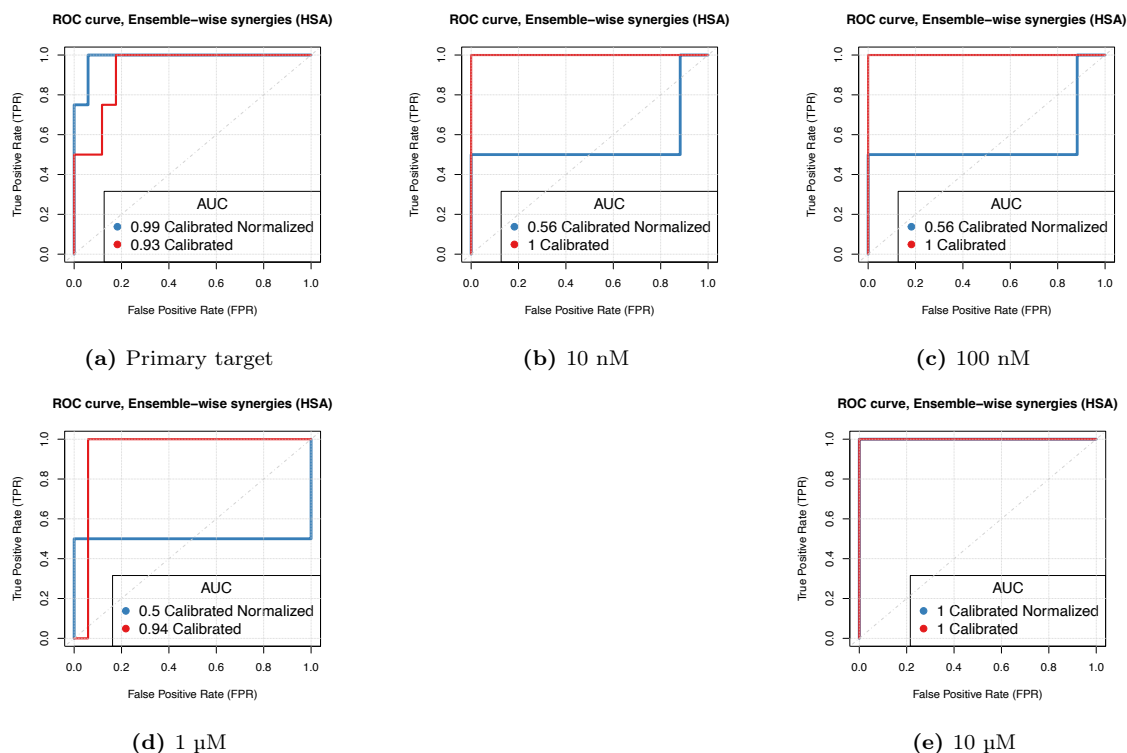 ROC curve, Ensemble−wise synergies (HSA)
True Positive Rate (TPR)
1.0
0.8
0.6
0.4
0.2
0.0
AUC
0.99 Calibrated Normalized
0.93 Calibrated
0.0 0.2 0.4 0.6 0.8 1.0
False Positive Rate (FPR)
(a) Primary target
ROC curve, Ensemble−wise synergies (HSA)
True Positive Rate (TPR)
1.0
0.8
0.6
0.4
0.2
0.0
AUC
0.56 Calibrated Normalized
1 Calibrated
0.0 0.2 0.4 0.6 0.8 1.0
False Positive Rate (FPR)
(b) 10 nM
ROC curve, Ensemble−wise synergies (HSA)
True Positive Rate (TPR)
1.0
0.8
0.6
0.4
0.2
0.0
AUC
0.56 Calibrated Normalized
1 Calibrated
0.0 0.2 0.4 0.6 0.8 1.0
False Positive Rate (FPR)
(c) 100 nM
ROC curve, Ensemble−wise synergies (HSA)
True Positive Rate (TPR)
1.0
0.8
0.6
0.4
0.2
0.0
AUC
0.5 Calibrated Normalized
0.94 Calibrated
0.0 0.2 0.4 0.6 0.8 1.0
False Positive Rate (FPR)
(d) 1 µM
ROC curve, Ensemble−wise synergies (HSA)
True Positive Rate (TPR)
1.0
0.8
0.6
0.4
0.2
0.0
AUC
1 Calibrated Normalized
1 Calibrated
0.0 0.2 0.4 0.6 0.8 1.0
False Positive Rate (FPR)
(e) 10 µM